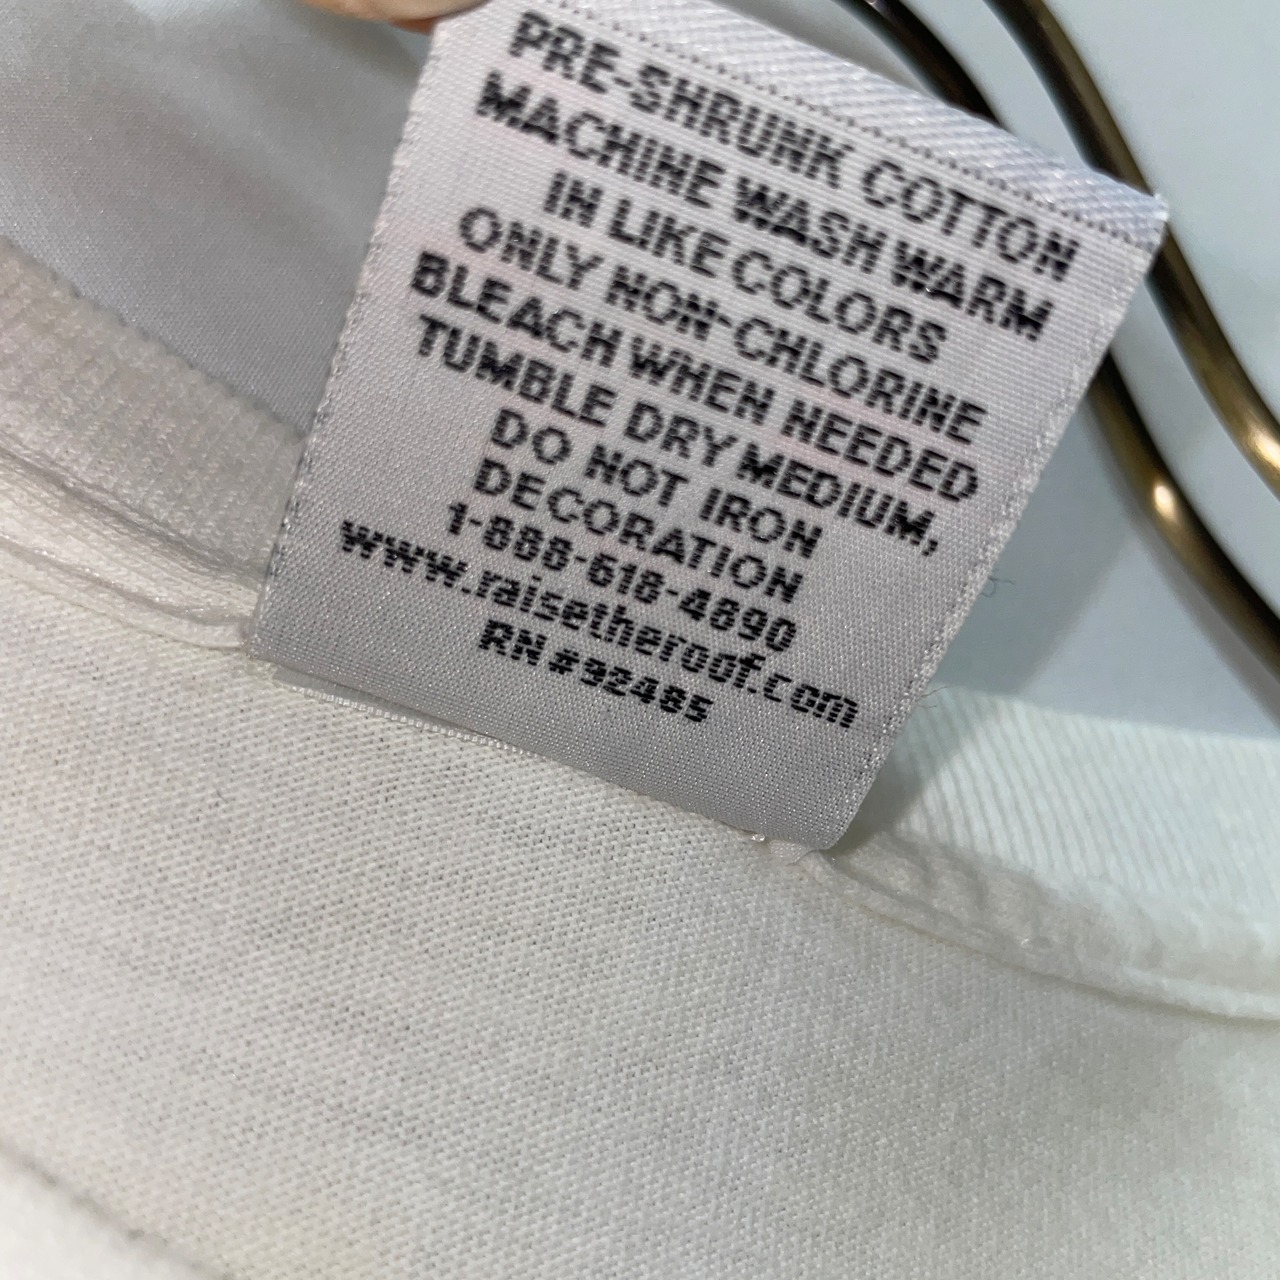 PRE-SHRUNK COTTON
MACHINE WASH WARM
IN LIKE COLORS
ONLY NON-CHLORINE
BLEACH WHEN NEEDED
TUMBLE DRY MEDIUM,
DO NOT IRON
DECORATION
1-888-618-4890
www.raisetheroof.com
RN #92485